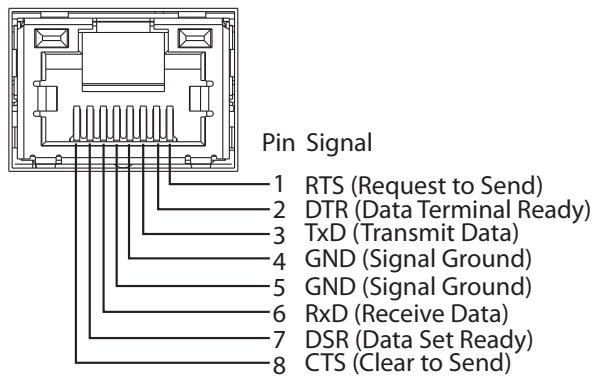 Pin Signal
1 RTS (Request to Send)
2 DTR (Data Terminal Ready)
3 TxD (Transmit Data)
4 GND (Signal Ground)
5 GND (Signal Ground)
6 RxD (Receive Data)
7 DSR (Data Set Ready)
8 CTS (Clear to Send)